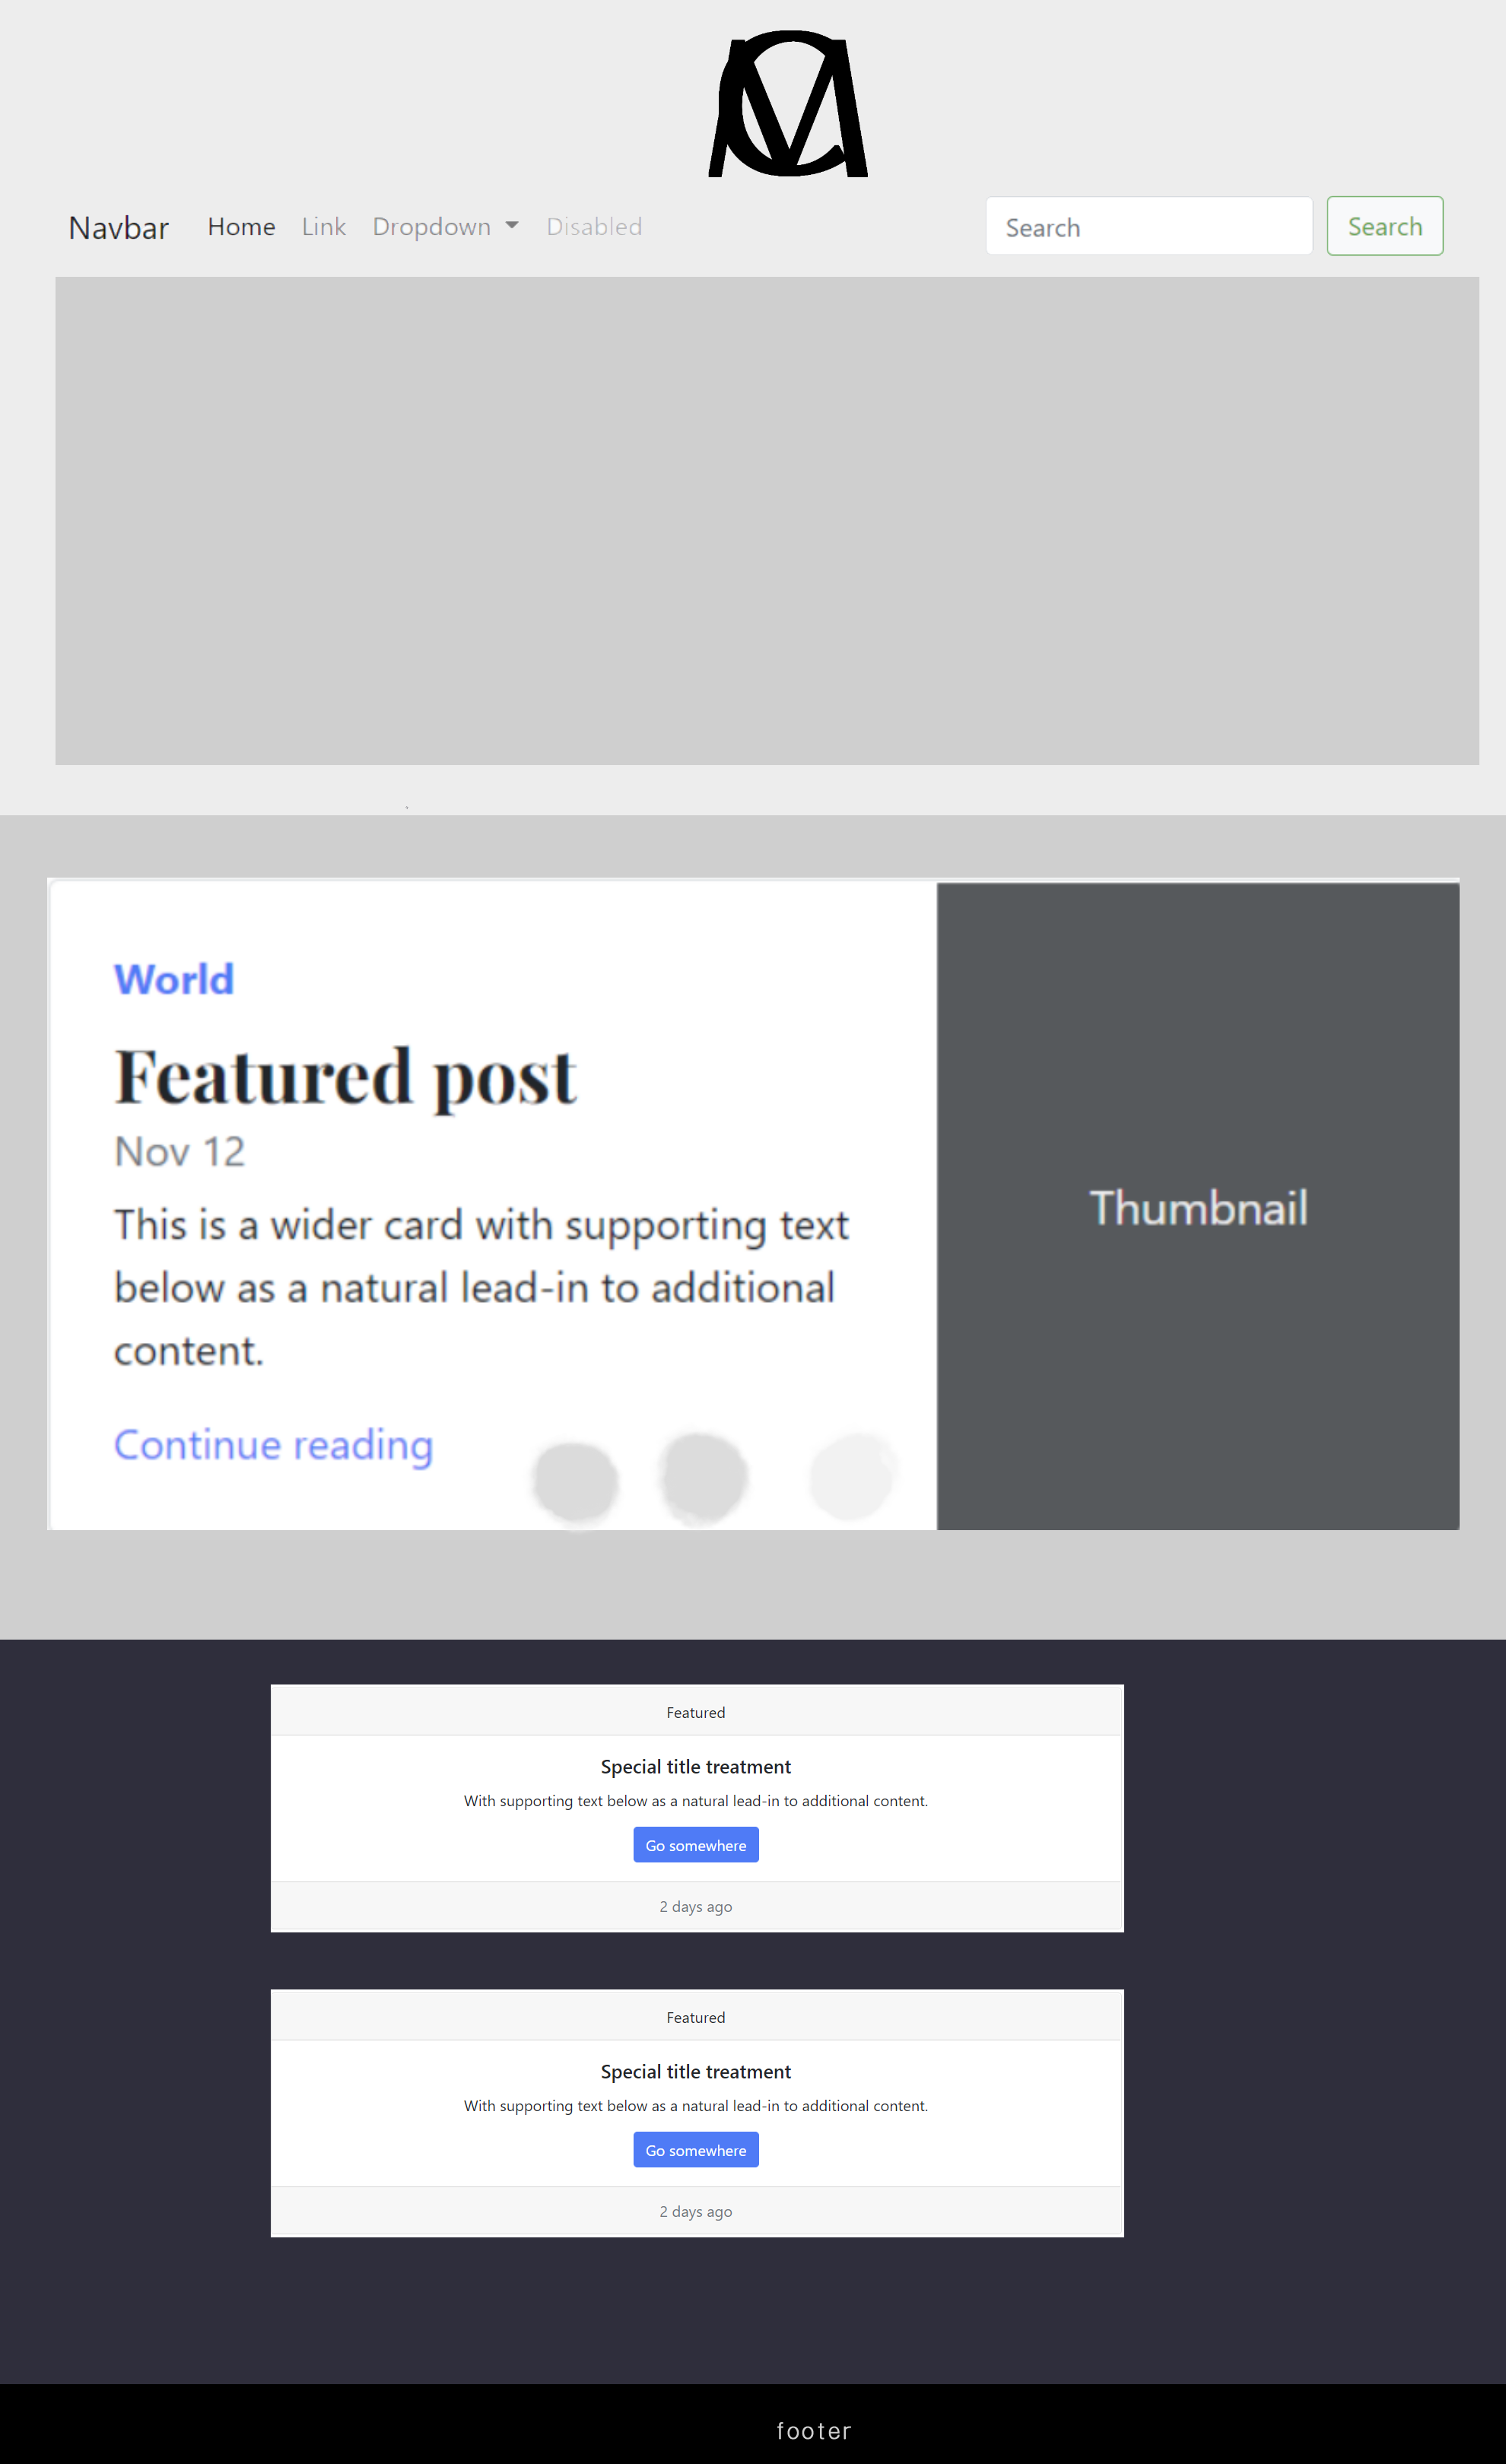 CM
Navbar Home Link Dropdown Disabled Search Search
World
Featured post
Nov 12
This is a wider card with supporting text
below as a natural lead-in to additional
content.
Continue reading
Thumbnail
Featured
Special title treatment
With supporting text below as a natural lead-in to additional content.
Go somewhere
2 days ago
Featured
Special title treatment
With supporting text below as a natural lead-in to additional content.
Go somewhere
2 days ago
footer